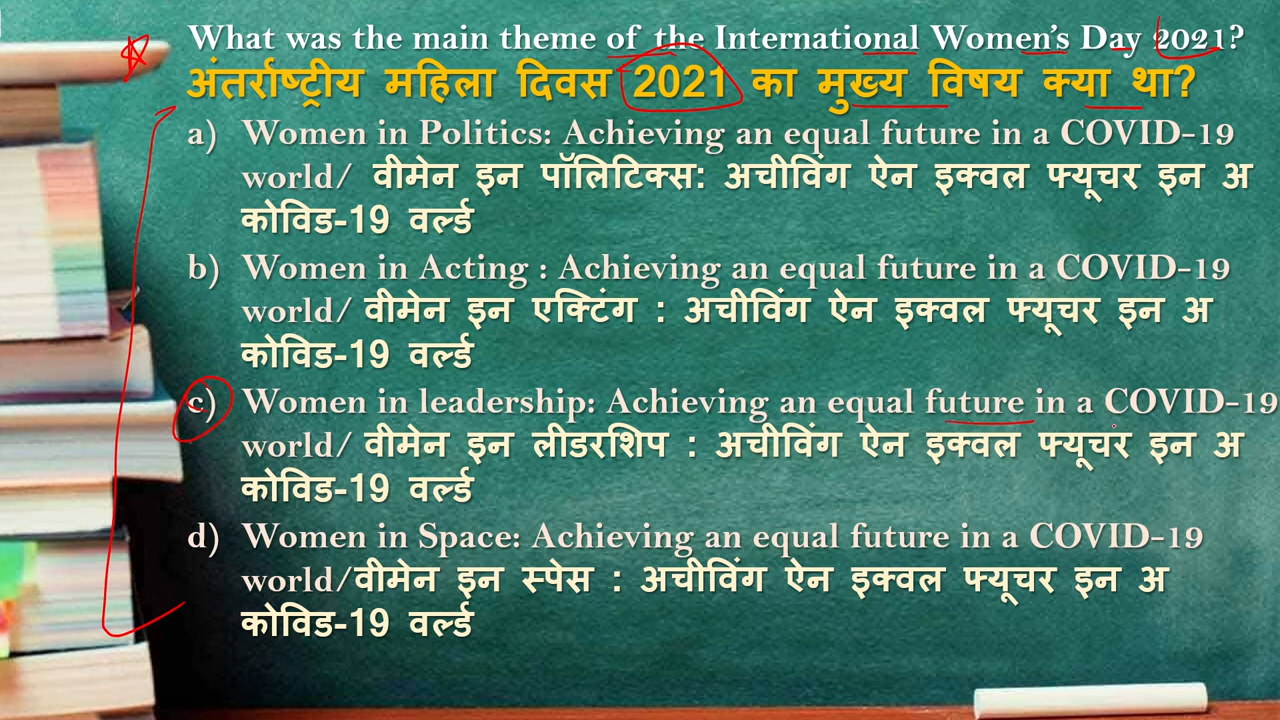 What was the main theme of the International Women's Day 2021?
अंतर्राष्ट्रीय महिला दिवस 2021 का मुख्य विषय क्या था?
a) Women in Politics: Achieving an equal future in a COVID-19
world/ वीमेन इन पॉलिटिक्स: अचीविंग ऐन इक्वल फ्यूचर इन अ
कोविड-19 वर्ल्ड
b) Women in Acting : Achieving an equal future in a COVID-19
world/ वीमेन इन एक्टिंग : अचीविंग ऐन इक्वल फ्यूचर इन अ
कोविड-19 वर्ल्ड
c) Women in leadership: Achieving an equal future in a COVID-19
world/ वीमेन इन लीडरशिप : अचीविंग ऐन इक्वल फ्यूचर इन अ
कोविड-19 वर्ल्ड
d) Women in Space: Achieving an equal future in a COVID-19
world/वीमेन इन स्पेस : अचीविंग ऐन इक्वल फ्यूचर इन अ
कोविड-19 वर्ल्ड